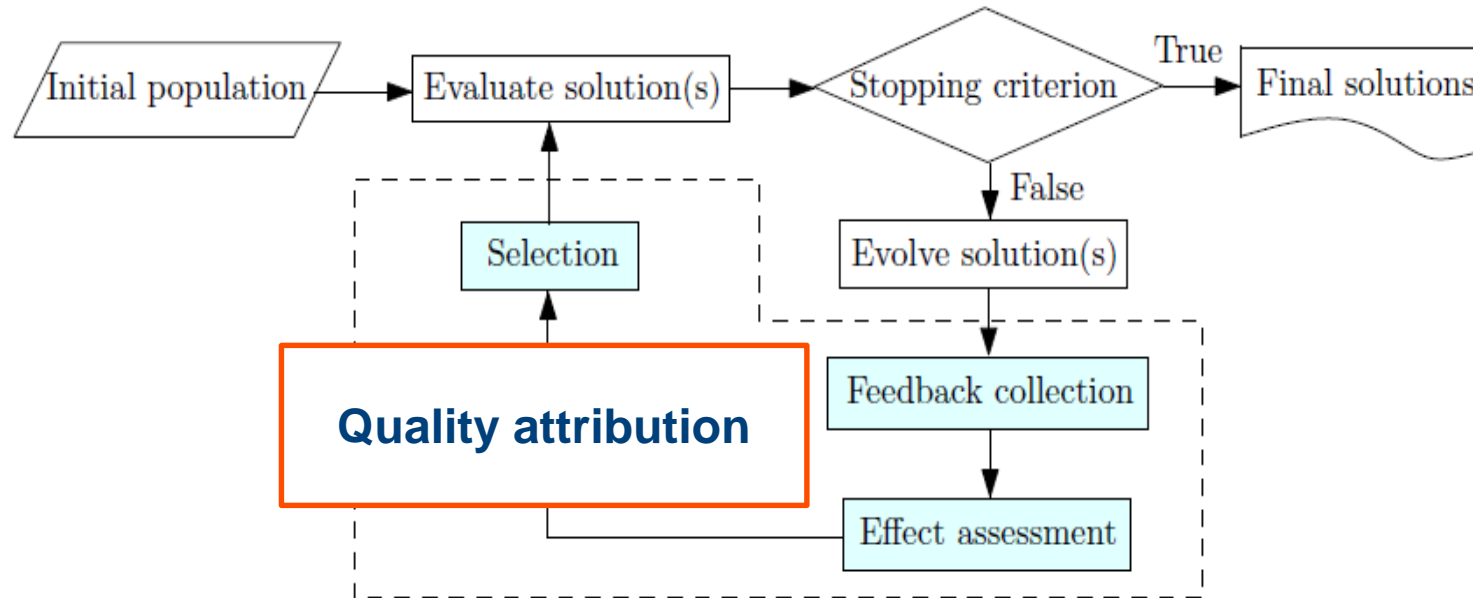 Initial population
Evaluate solution(s)
Stopping criterion
True
Final solutions
False
Selection
Evolve solution(s)
Quality attribution
Feedback collection
Effect assessment